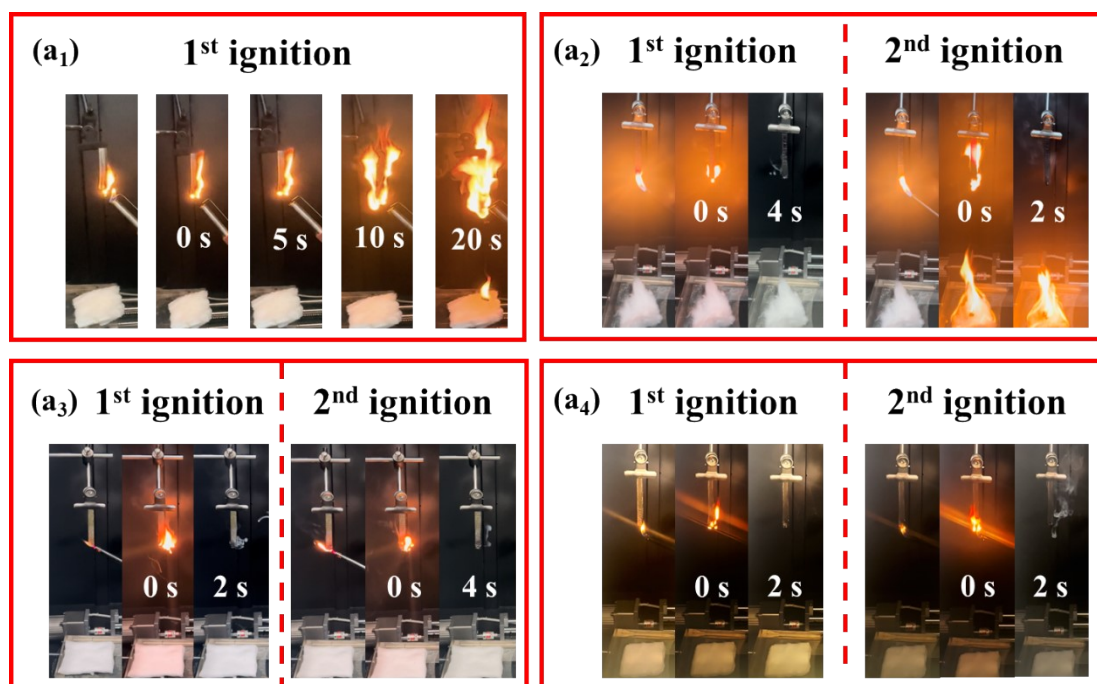 (a₁) 1st ignition
0 s 5 s 10 s 20 s
(a₂) 1st ignition 2nd ignition
0 s 4 s 0 s 2 s
(a₃) 1st ignition 2nd ignition
0 s 2 s 0 s 4 s
(a₄) 1st ignition 2nd ignition
0 s 2 s 0 s 2 s